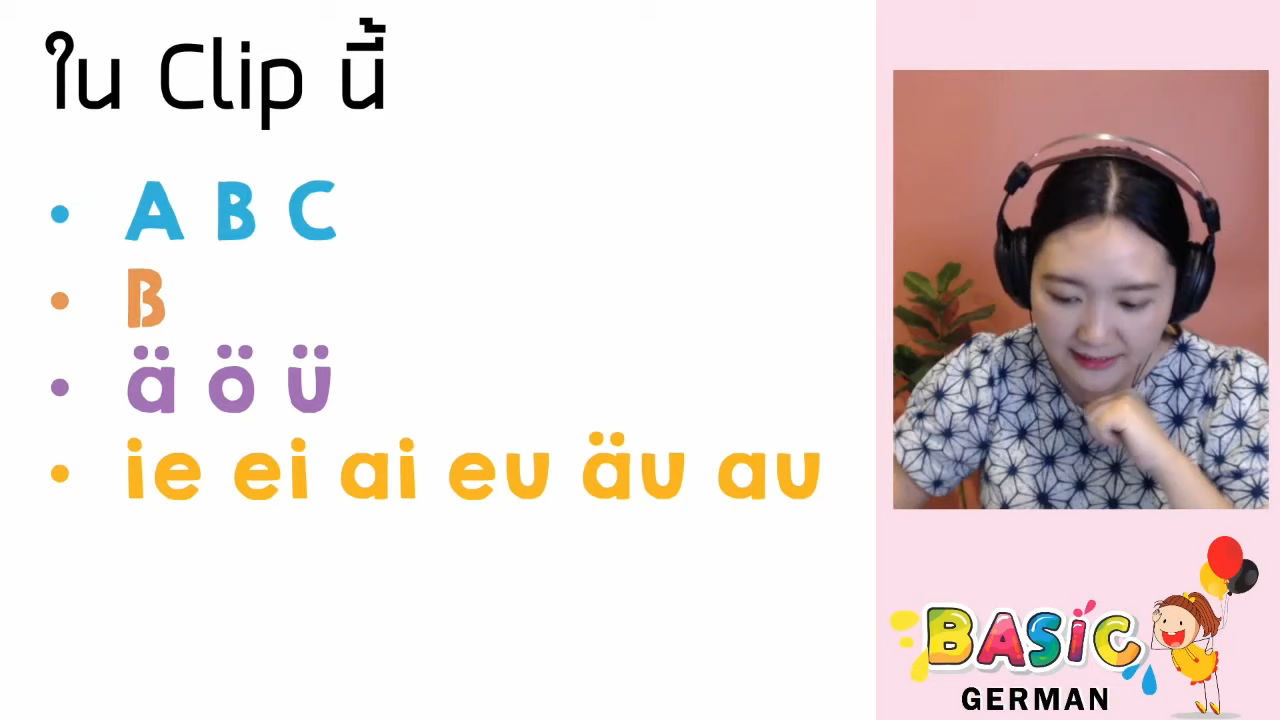 ใน Clip นี้
• A B C
• ß
• ä ö ü
• ie ei ai eu äu au
BASiC
GERMAN